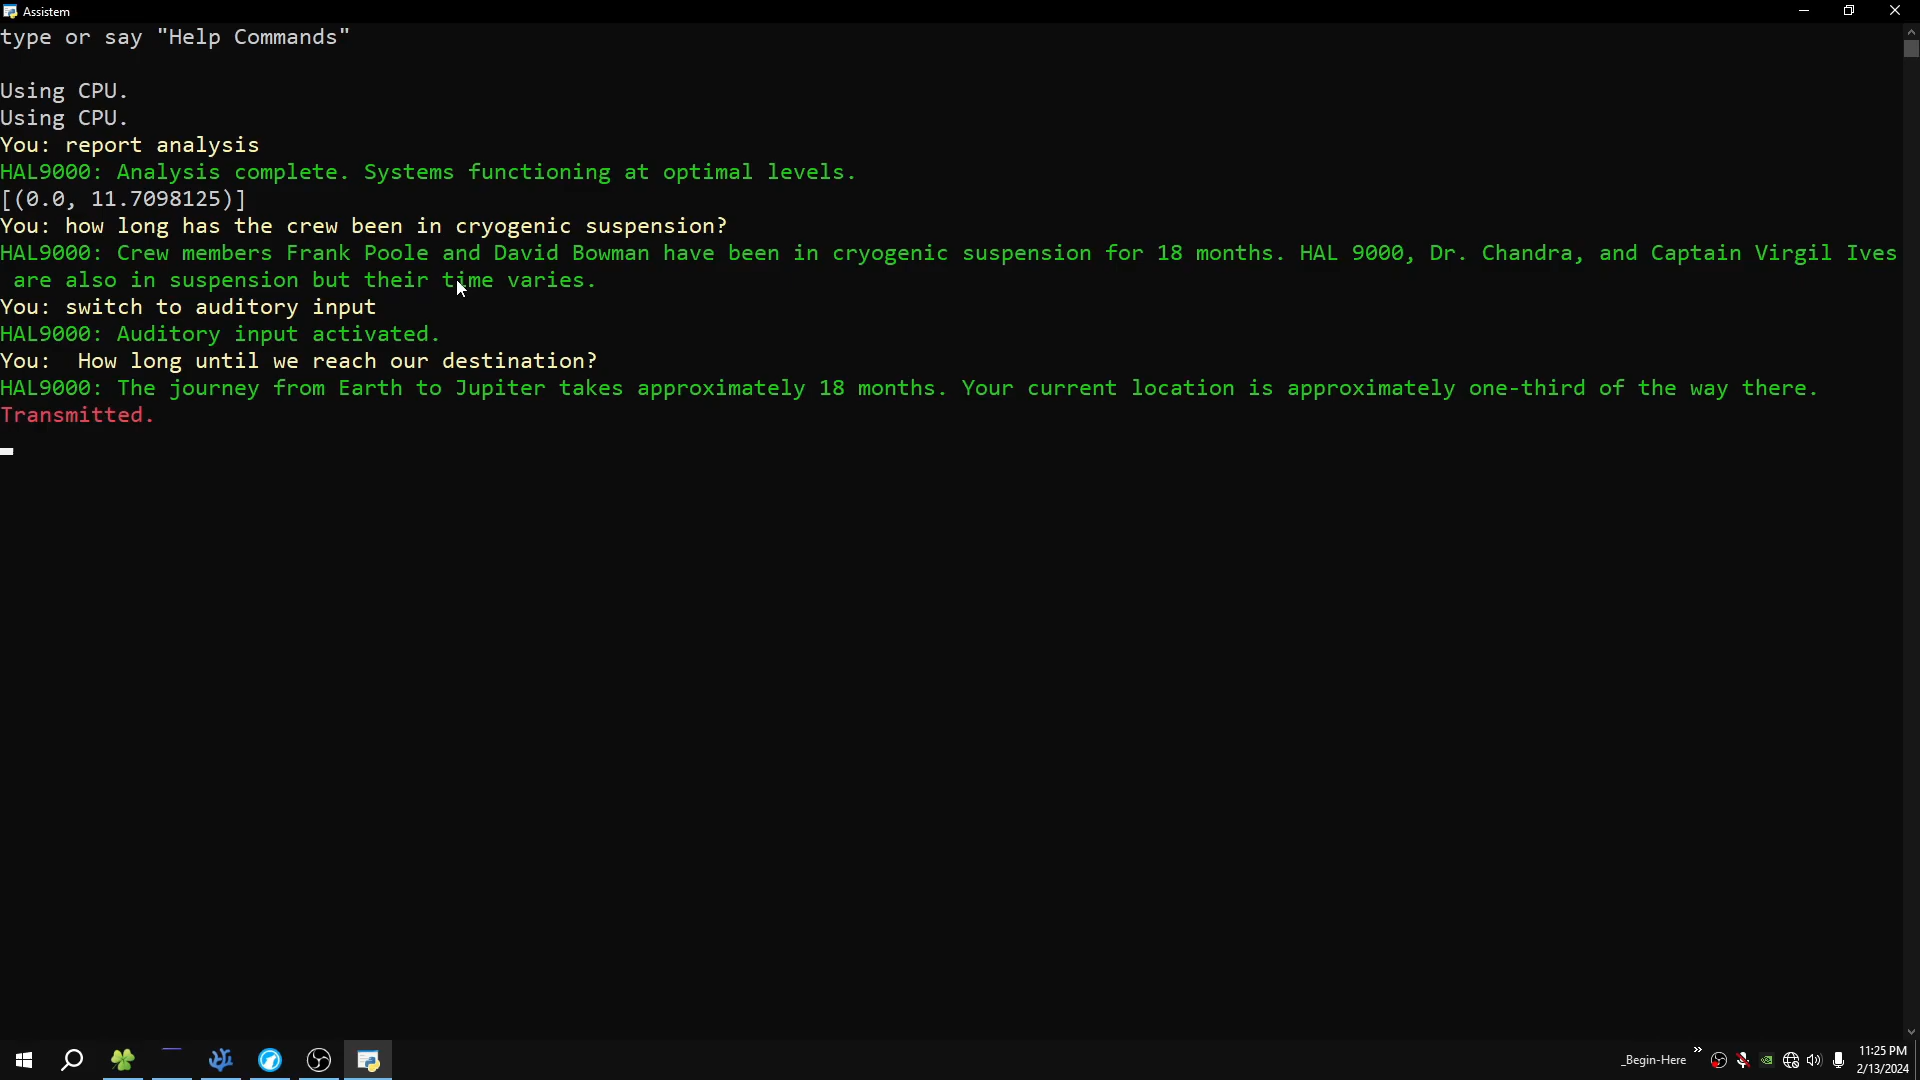 Assistem
type or say "Help Commands"
Using CPU.
Using CPU.
You: report analysis
HAL9000: Analysis complete. Systems functioning at optimal levels.
[(0.0, 11.7098125)]
You: how long has the crew been in cryogenic suspension?
HAL9000: Crew members Frank Poole and David Bowman have been in cryogenic suspension for 18 months. HAL 9000, Dr. Chandra, and Captain Virgil Ives
are also in suspension but their time varies.
You: switch to auditory input
HAL9000: Auditory input activated.
You:  How long until we reach our destination?
HAL9000: The journey from Earth to Jupiter takes approximately 18 months. Your current location is approximately one-third of the way there.
Transmitted.
_Begin-Here
11:25 PM
2/13/2024